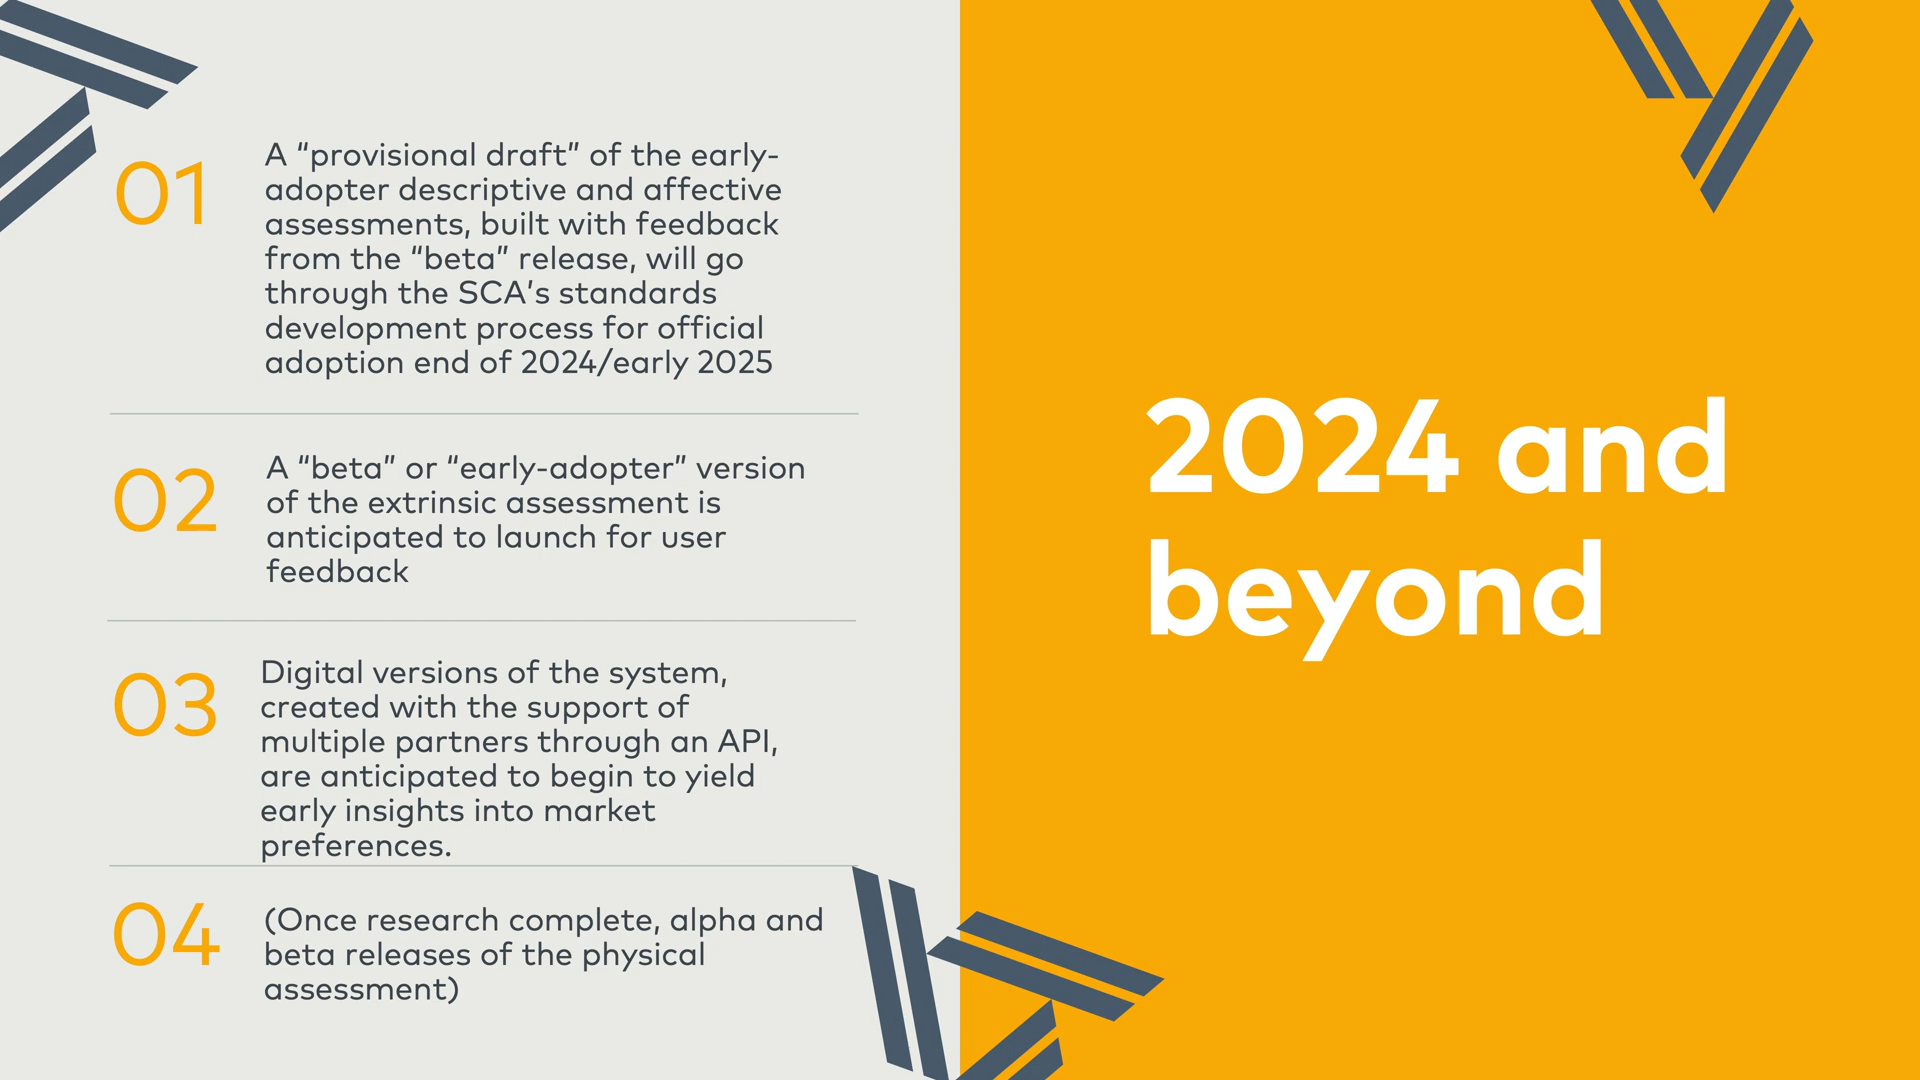 01
A “provisional draft” of the early-
adopter descriptive and affective
assessments, built with feedback
from the “beta” release, will go
through the SCA’s standards
development process for official
adoption end of 2024/early 2025
02
A “beta” or “early-adopter” version
of the extrinsic assessment is
anticipated to launch for user
feedback
03
Digital versions of the system,
created with the support of
multiple partners through an API,
are anticipated to begin to yield
early insights into market
preferences.
04
(Once research complete, alpha and
beta releases of the physical
assessment)
2024 and
beyond